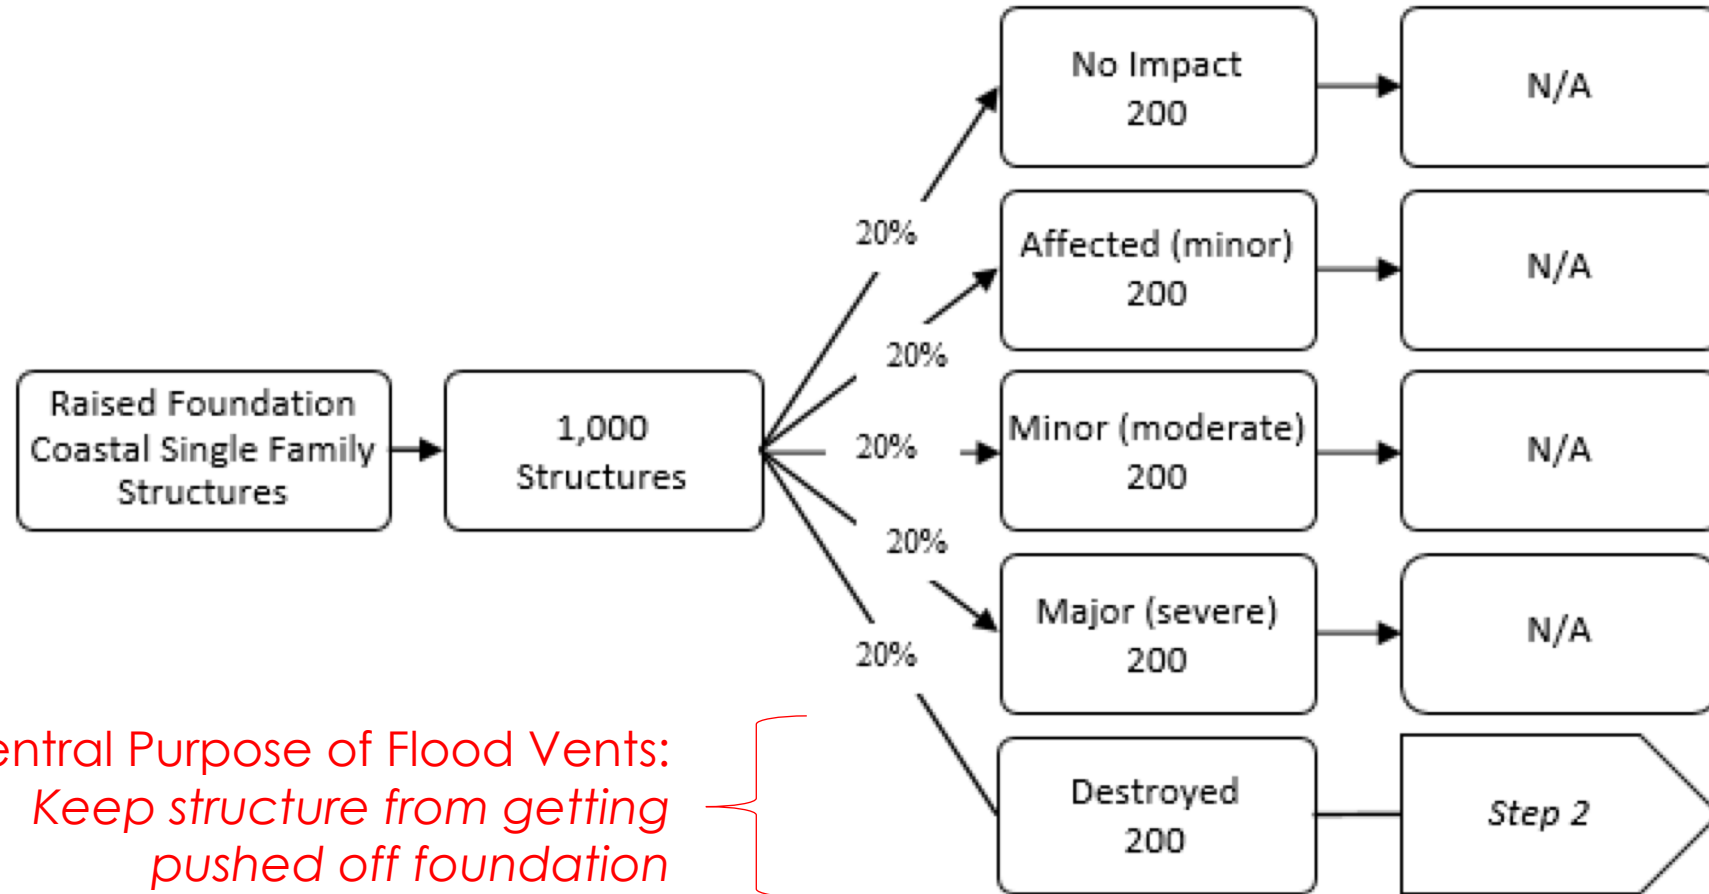 Raised Foundation
Coastal Single Family
Structures
1,000
Structures
20%
20%
20%
20%
20%
No Impact
200
N/A
Affected (minor)
200
N/A
Minor (moderate)
200
N/A
Major (severe)
200
N/A
Destroyed
200
Step 2
entral Purpose of Flood Vents:
Keep structure from getting
pushed off foundation